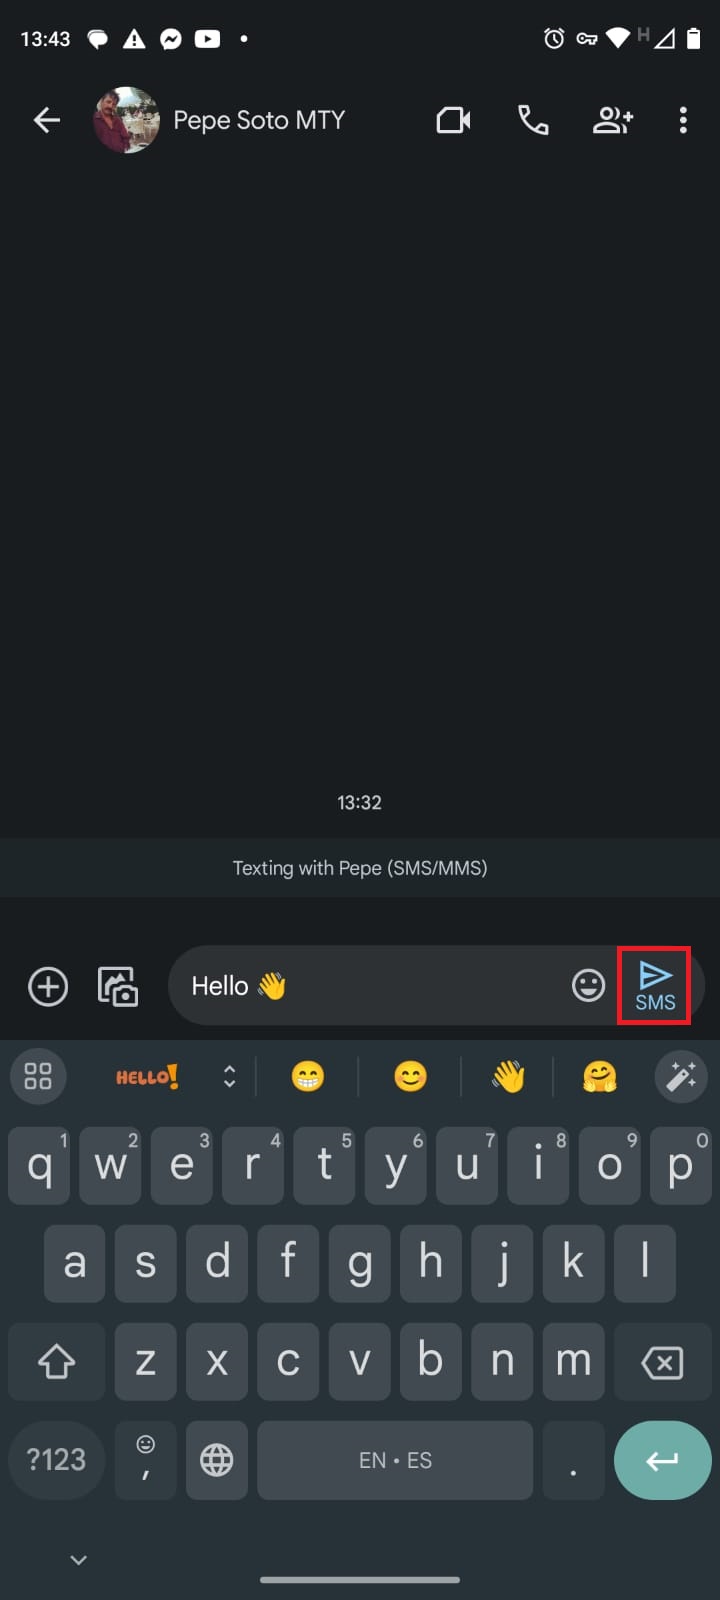 13:43 H
Pepe Soto MTY
13:32
Texting with Pepe (SMS/MMS)
Hello 👋
SMS
HELLO!
1 2 3 4 5 6 7 8 9 0
q w e r t y u i o p
a s d f g h j k l
z x c v b n m
?123 , EN • ES .